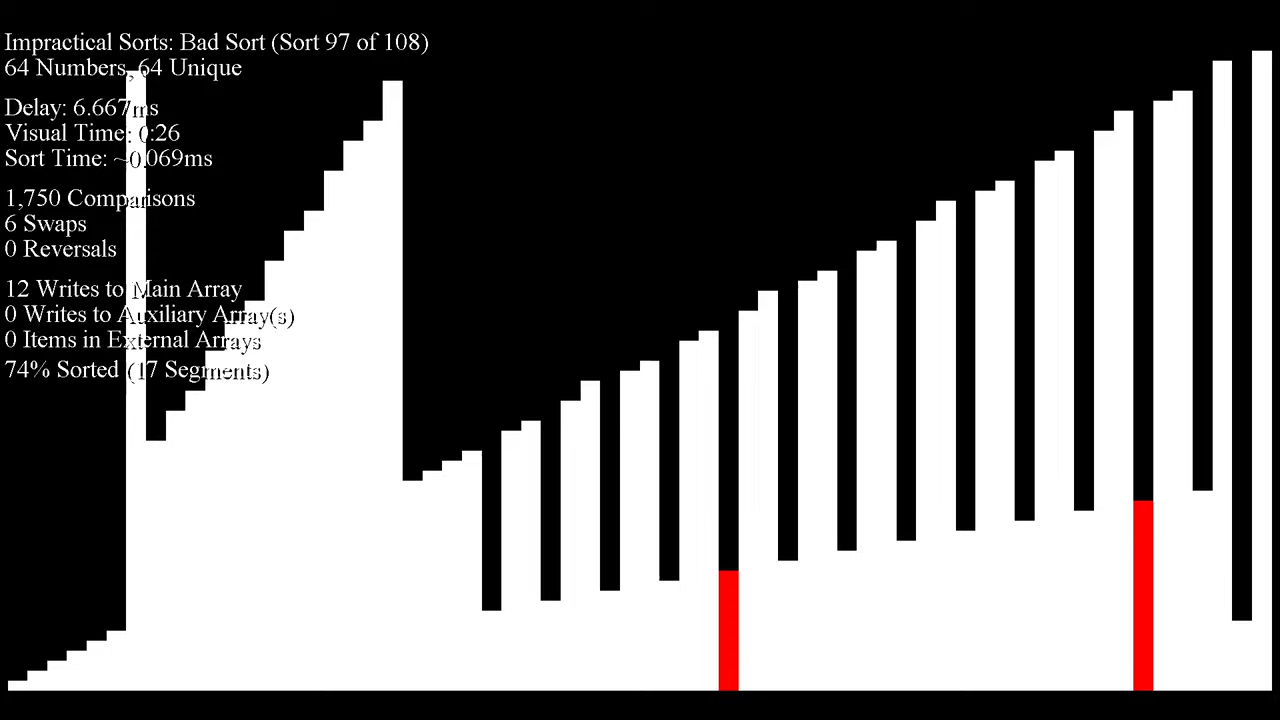 Impractical Sorts: Bad Sort (Sort 97 of 108)
64 Numbers, 64 Unique
Delay: 6.667ms
Visual Time: 0:26
Sort Time: ~0.069ms
1,750 Comparisons
6 Swaps
0 Reversals
12 Writes to Main Array
0 Writes to Auxiliary Array(s)
0 Items in External Arrays
74% Sorted (17 Segments)